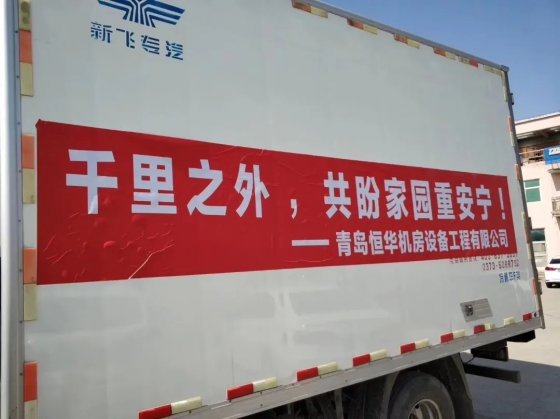 新飞专汽
千里之外，共盼家园重安宁！
——青岛恒华机房设备工程有限公司